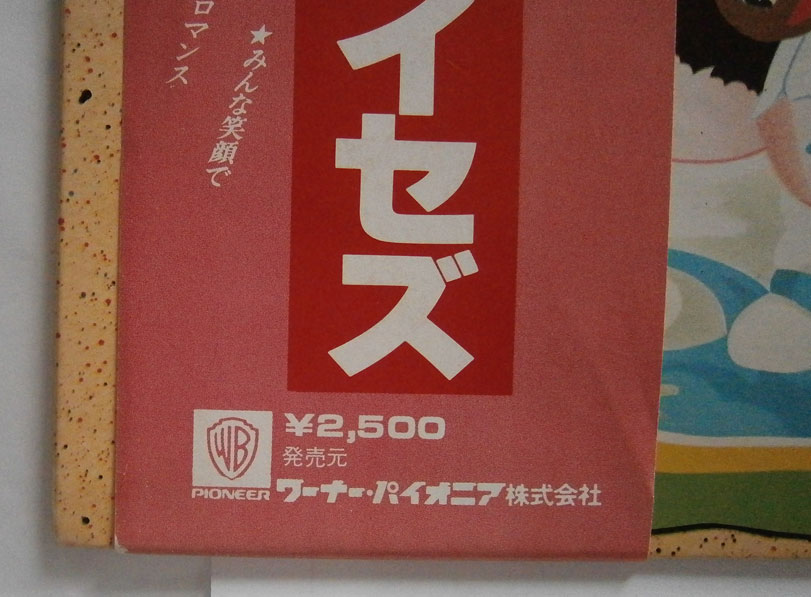 イセズ
★みんな笑顔で
ロマンス
¥2,500
発売元
WB
PIONEER
ワーナー・パイオニア株式会社